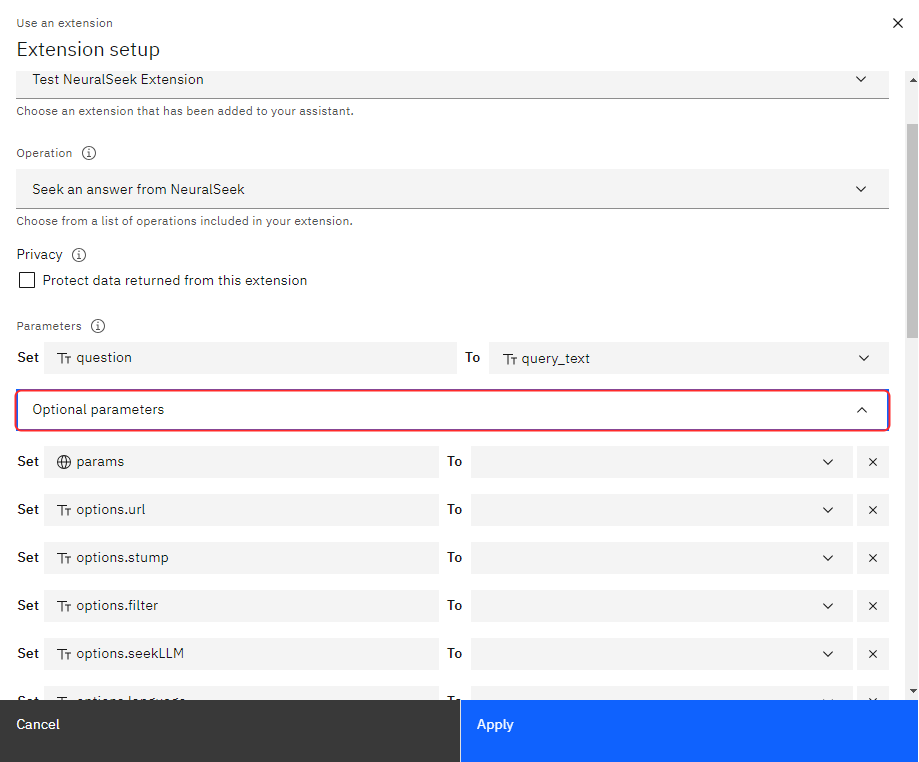 Use an extension
Extension setup
Test NeuralSeek Extension
Choose an extension that has been added to your assistant.
Operation
Seek an answer from NeuralSeek
Choose from a list of operations included in your extension.
Privacy
Protect data returned from this extension
Parameters
Set question To query_text
Optional parameters
Set params To
Set options.url To
Set options.stump To
Set options.filter To
Set options.seekLLM To
Set options.language To
Cancel Apply